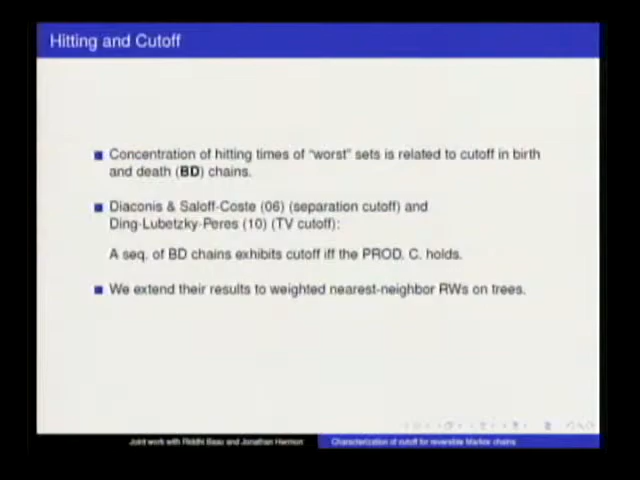 Hitting and Cutoff
Concentration of hitting times of "worst" sets is related to cutoff in birth
and death (BD) chains.
Diaconis & Saloff-Coste (06) (separation cutoff) and
Ding-Lubetzky-Peres (10) (TV cutoff):
A seq. of BD chains exhibits cutoff iff the PROD. C. holds.
We extend their results to weighted nearest-neighbor RWs on trees.
Joint work with Riddhi Basu and Jonathan Hermon
Characterization of cutoff for reversible Markov chains